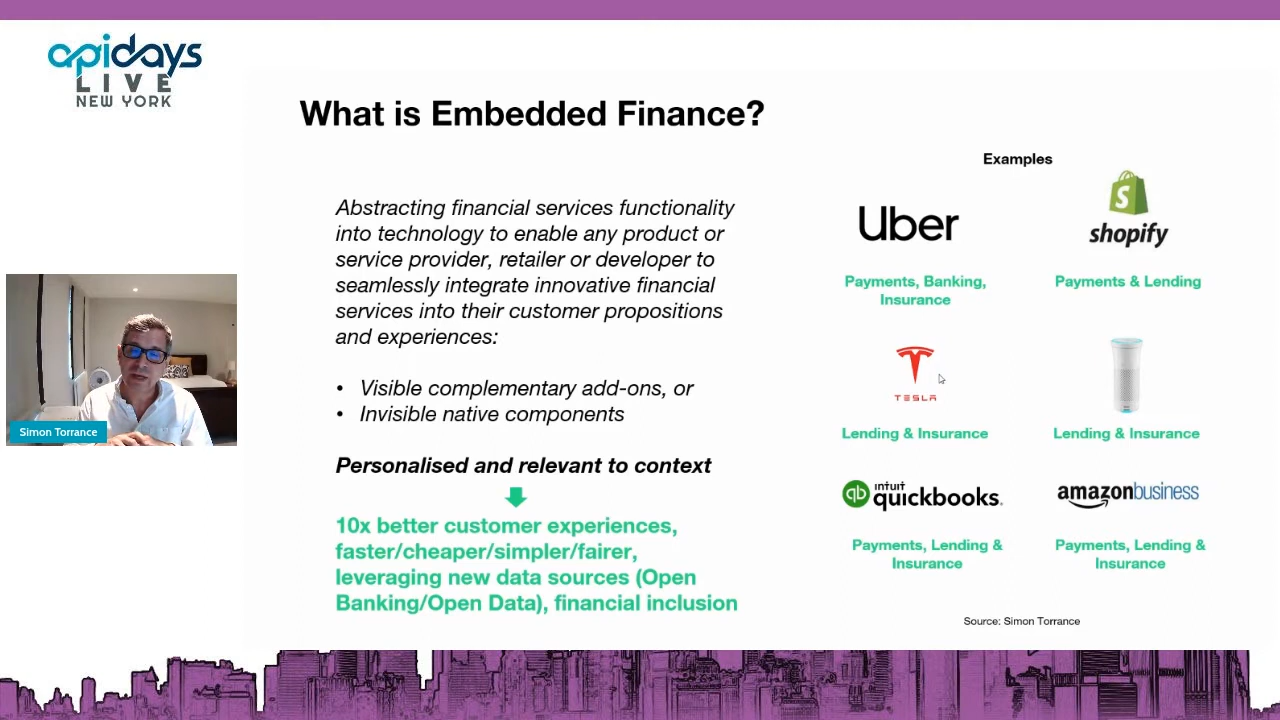 apidays
LIVE
NEW YORK
What is Embedded Finance?
Abstracting financial services functionality
into technology to enable any product or
service provider, retailer or developer to
seamlessly integrate innovative financial
services into their customer propositions
and experiences:
• Visible complementary add-ons, or
• Invisible native components
Personalised and relevant to context
10x better customer experiences,
faster/cheaper/simpler/fairer,
leveraging new data sources (Open
Banking/Open Data), financial inclusion
Examples
Uber
Payments, Banking,
Insurance
S
shopify
Payments & Lending
TESLA
Lending & Insurance
Lending & Insurance
qb
intuit
quickbooks.
Payments, Lending &
Insurance
amazonbusiness
Payments, Lending &
Insurance
Source: Simon Torrance
Simon Torrance